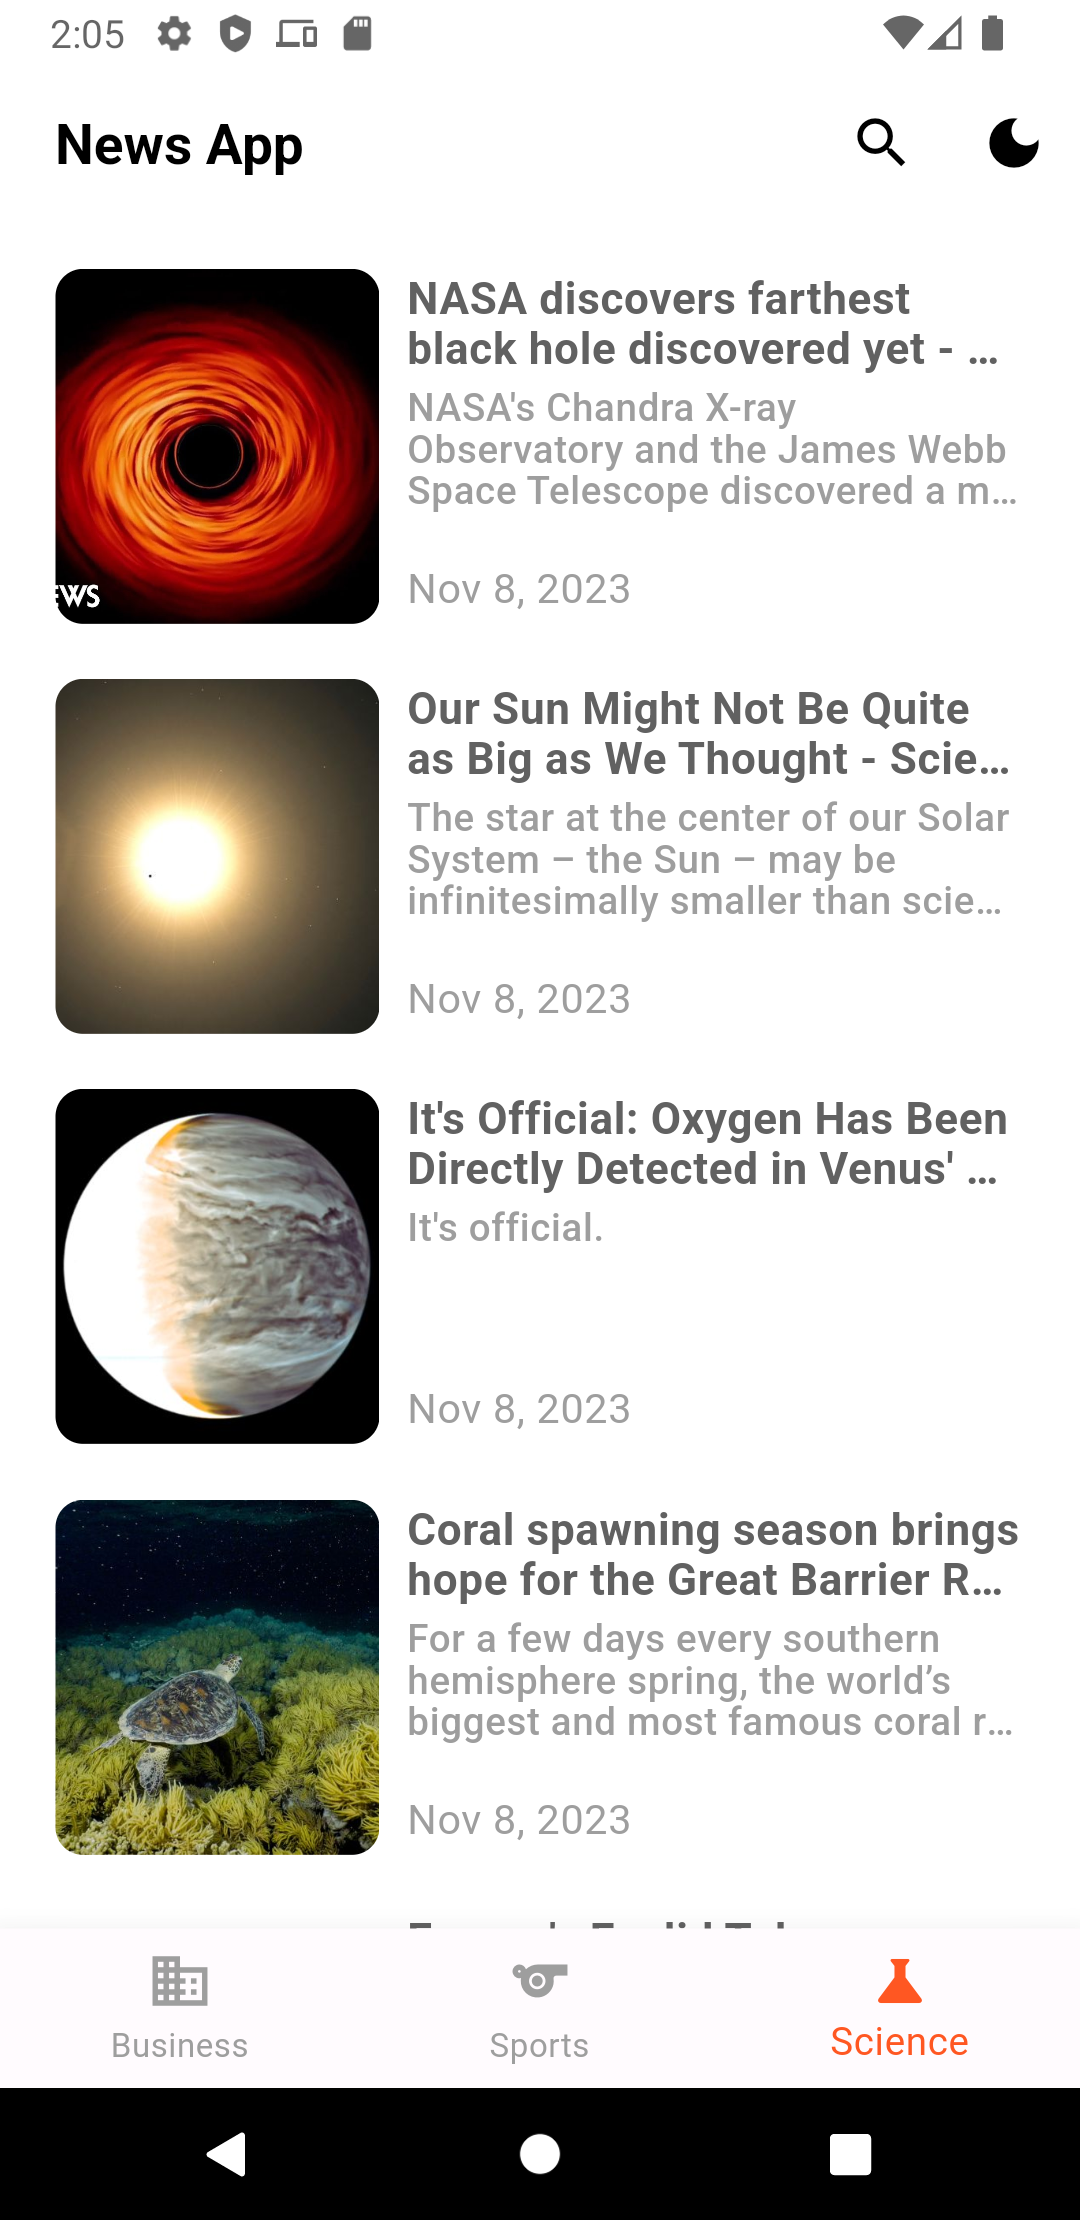 2:05
News App
NASA discovers farthest
black hole discovered yet - …
NASA's Chandra X-ray
Observatory and the James Webb
Space Telescope discovered a m…
Nov 8, 2023
EWS
Our Sun Might Not Be Quite
as Big as We Thought - Scie…
The star at the center of our Solar
System – the Sun – may be
infinitesimally smaller than scie…
Nov 8, 2023
It's Official: Oxygen Has Been
Directly Detected in Venus' …
It's official.
Nov 8, 2023
Coral spawning season brings
hope for the Great Barrier R…
For a few days every southern
hemisphere spring, the world’s
biggest and most famous coral r…
Nov 8, 2023
Business
Sports
Science